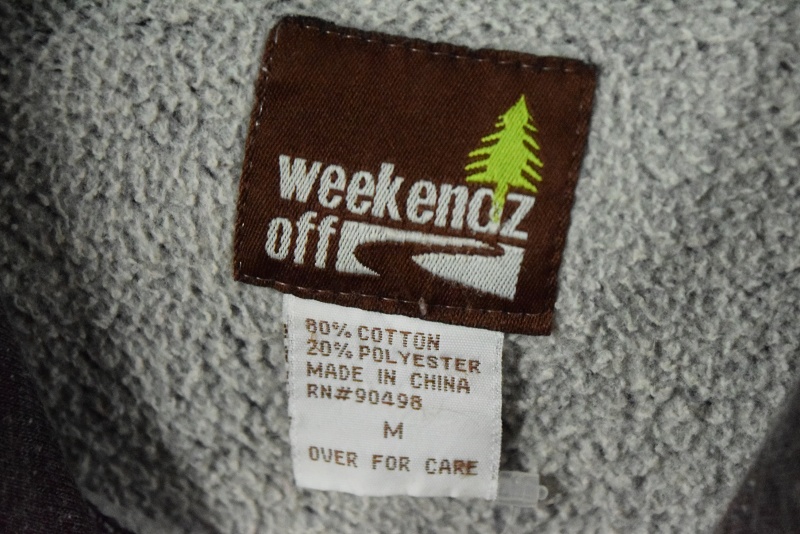 weekendz
off
80% COTTON
20% POLYESTER
MADE IN CHINA
RN#90498
M
OVER FOR CARE